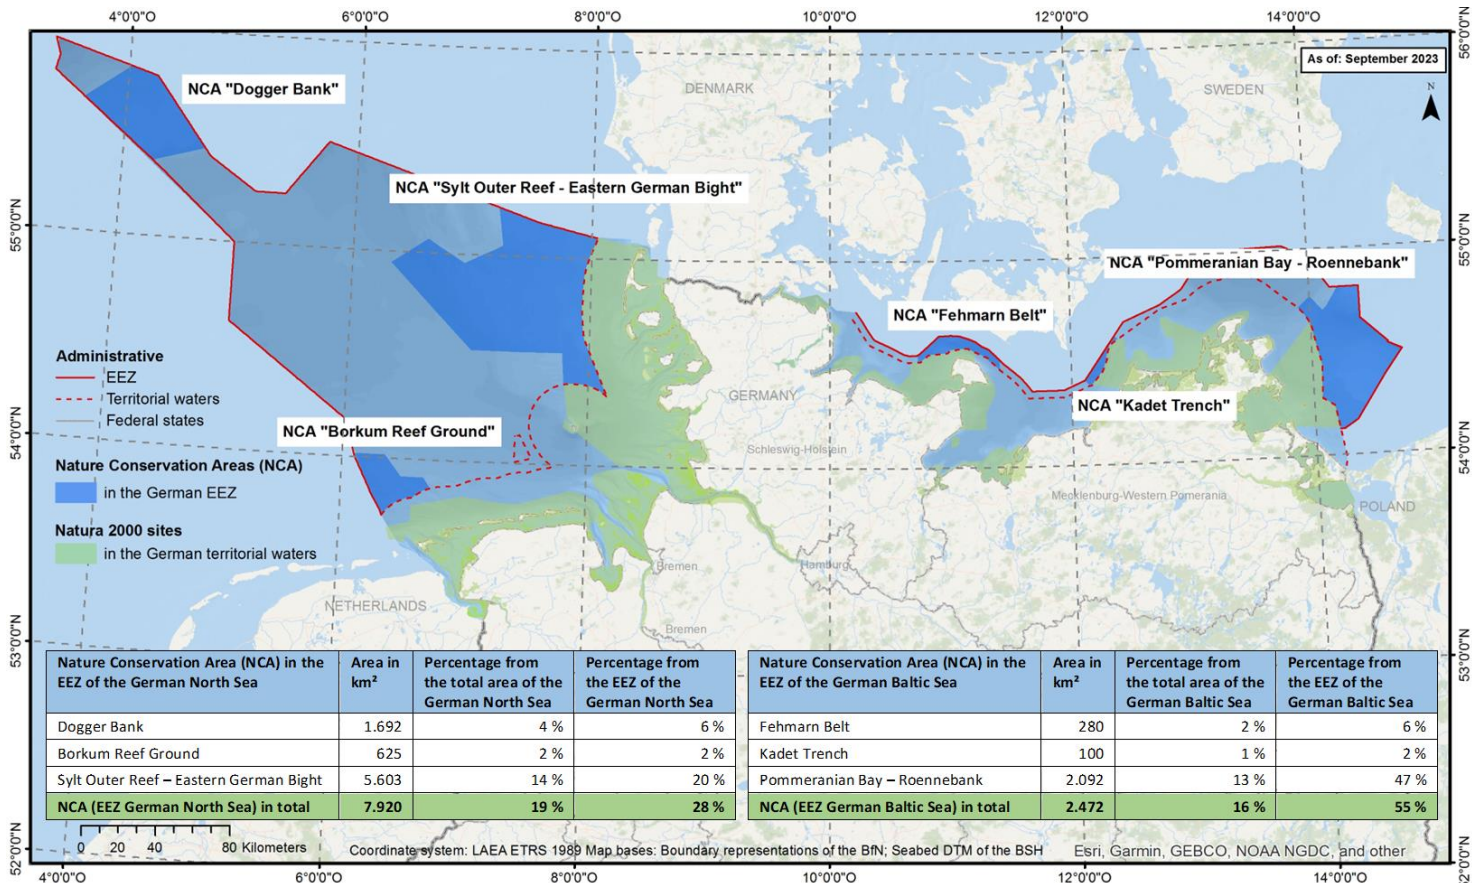 4°0'0"O 6°0'0"O 8°0'0"O 10°0'0"O 12°0'0"O 14°0'0"O
56°0'0"N
As of: September 2023
N
DENMARK
SWEDEN
NCA "Dogger Bank"
NCA "Sylt Outer Reef - Eastern German Bight"
55°0'0"N
55°0'0"N
NCA "Pommeranian Bay - Roennebank"
NCA "Fehmarn Belt"
Administrative
EEZ
Territorial waters
Federal states
GERMANY
NCA "Kadet Trench"
NCA "Borkum Reef Ground"
54°0'0"N
54°0'0"N
Schleswig-Holstein
Nature Conservation Areas (NCA)
in the German EEZ
Mecklenburg-Western Pomerania
POLAND
Natura 2000 sites
in the German territorial waters
Bremen
Hamburg
NETHERLANDS
Bremen
53°0'0"N
53°0'0"N
Nature Conservation Area (NCA) in the
EEZ of the German North Sea
Area in
km²
Percentage from
the total area of the
German North Sea
Percentage from
the EEZ of the
German North Sea
Dogger Bank 1.692 4 % 6 %
Borkum Reef Ground 625 2 % 2 %
Sylt Outer Reef – Eastern German Bight 5.603 14 % 20 %
NCA (EEZ German North Sea) in total 7.920 19 % 28 %
Nature Conservation Area (NCA) in the
EEZ of the German Baltic Sea
Area in
km²
Percentage from
the total area of the
German Baltic Sea
Percentage from
the EEZ of the
German Baltic Sea
Fehmarn Belt 280 2 % 6 %
Kadet Trench 100 1 % 2 %
Pommeranian Bay – Roennebank 2.092 13 % 47 %
NCA (EEZ German Baltic Sea) in total 2.472 16 % 55 %
0 20 40 80 Kilometers
Coordinate system: LAEA ETRS 1989 Map bases: Boundary representations of the BfN; Seabed DTM of the BSH
Esri, Garmin, GEBCO, NOAA NGDC, and other
52°0'0"N
4°0'0"O 6°0'0"O 8°0'0"O 10°0'0"O 12°0'0"O 14°0'0"O